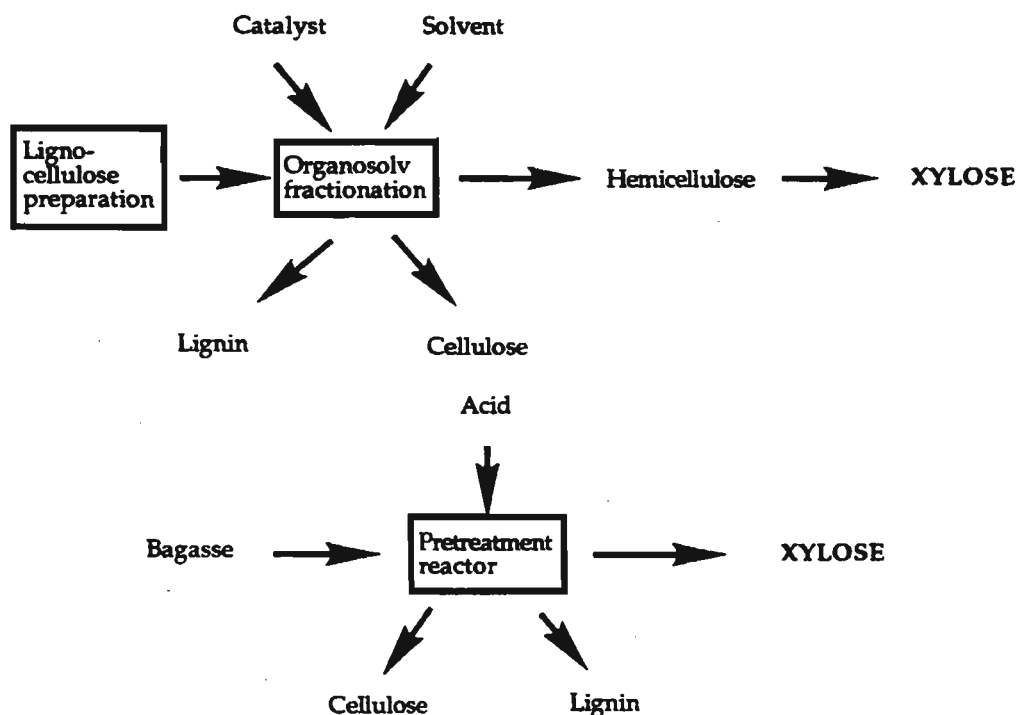 Catalyst Solvent
Ligno-
cellulose
preparation
Organosolv
fractionation
Hemicellulose
XYLOSE
Lignin
Cellulose
Acid
Bagasse
Pretreatment
reactor
XYLOSE
Cellulose
Lignin